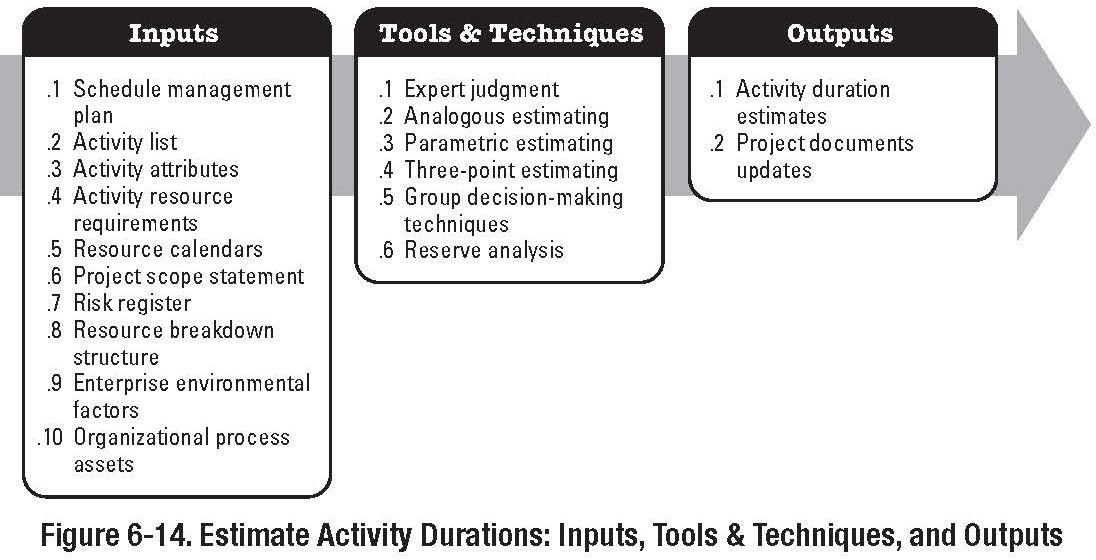 Inputs
.1 Schedule management
plan
.2 Activity list
.3 Activity attributes
.4 Activity resource
requirements
.5 Resource calendars
.6 Project scope statement
.7 Risk register
.8 Resource breakdown
structure
.9 Enterprise environmental
factors
.10 Organizational process
assets
Tools & Techniques
.1 Expert judgment
.2 Analogous estimating
.3 Parametric estimating
.4 Three-point estimating
.5 Group decision-making
techniques
.6 Reserve analysis
Outputs
.1 Activity duration
estimates
.2 Project documents
updates
Figure 6-14. Estimate Activity Durations: Inputs, Tools & Techniques, and Outputs